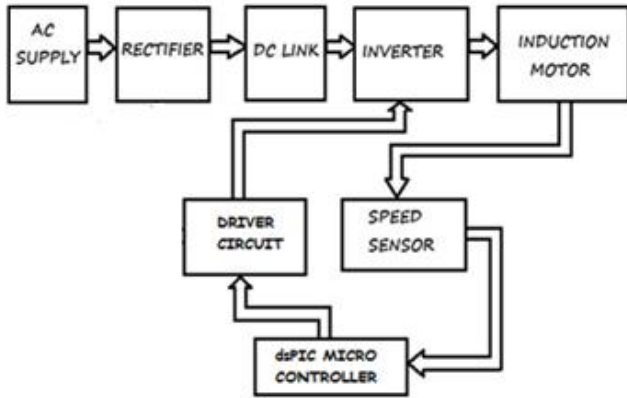 AC
SUPPLY
RECTIFIER
DC LINK
INVERTER
INDUCTION
MOTOR
DRIVER
CIRCUIT
SPEED
SENSOR
dsPIC MICRO
CONTROLLER